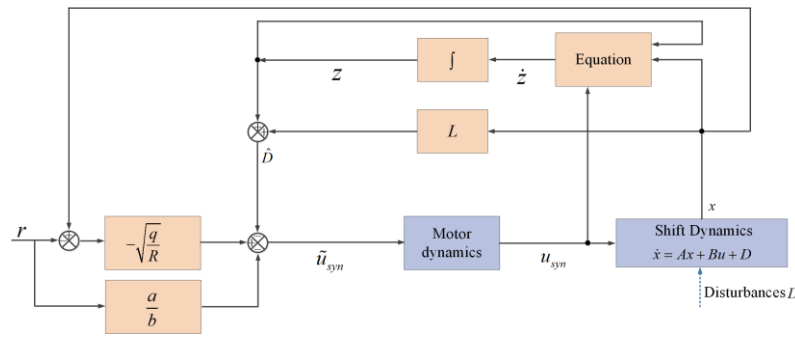 z
∫
ż
Equation
L
D̂
x
r
-√(q/R)
ũ_syn
Motor
dynamics
u_syn
Shift Dynamics
ẋ = Ax + Bu + D
a/b
Disturbances D